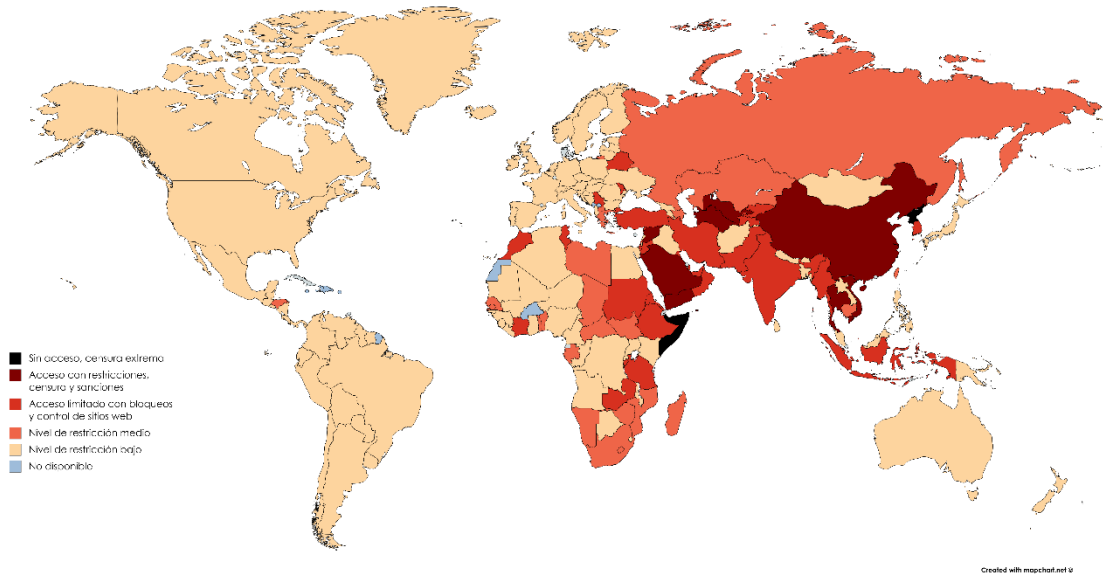 Sin acceso, censura extrema
Acceso con restricciones,
censura y sanciones
Acceso limitado con bloqueos
y control de sitios web
Nivel de restricción medio
Nivel de restricción bajo
No disponible
Created with mapchart.net ©